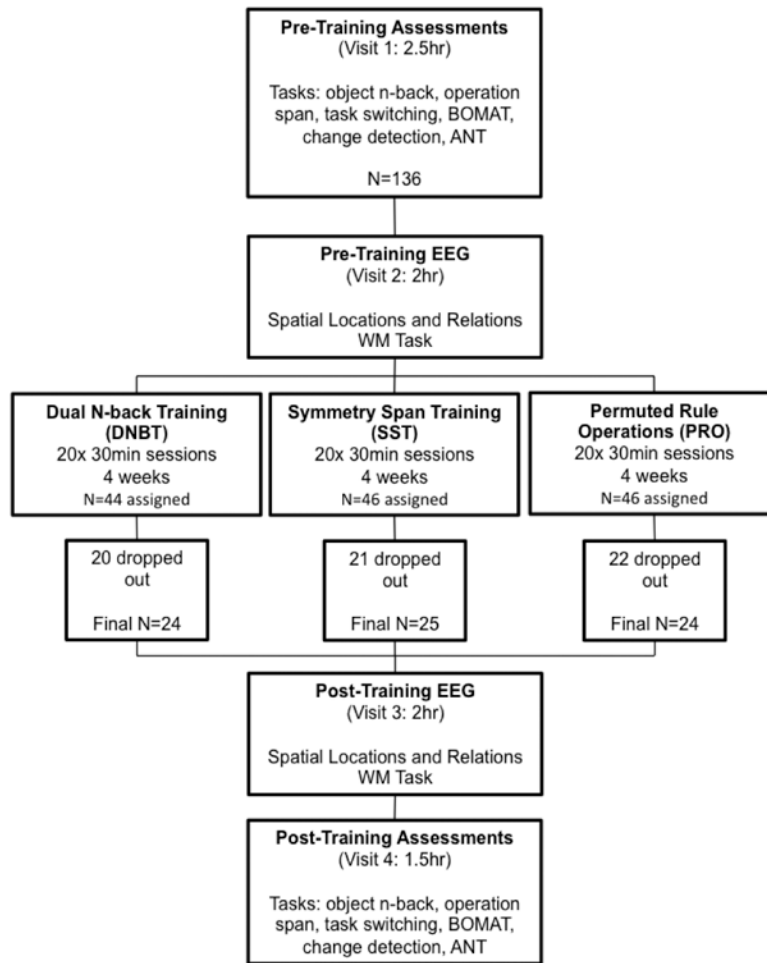 Pre-Training Assessments
(Visit 1: 2.5hr)
Tasks: object n-back, operation
span, task switching, BOMAT,
change detection, ANT
N=136
Pre-Training EEG
(Visit 2: 2hr)
Spatial Locations and Relations
WM Task
Dual N-back Training
(DNBT)
20x 30min sessions
4 weeks
N=44 assigned
Symmetry Span Training
(SST)
20x 30min sessions
4 weeks
N=46 assigned
Permuted Rule
Operations (PRO)
20x 30min sessions
4 weeks
N=46 assigned
20 dropped
out
Final N=24
21 dropped
out
Final N=25
22 dropped
out
Final N=24
Post-Training EEG
(Visit 3: 2hr)
Spatial Locations and Relations
WM Task
Post-Training Assessments
(Visit 4: 1.5hr)
Tasks: object n-back, operation
span, task switching, BOMAT,
change detection, ANT